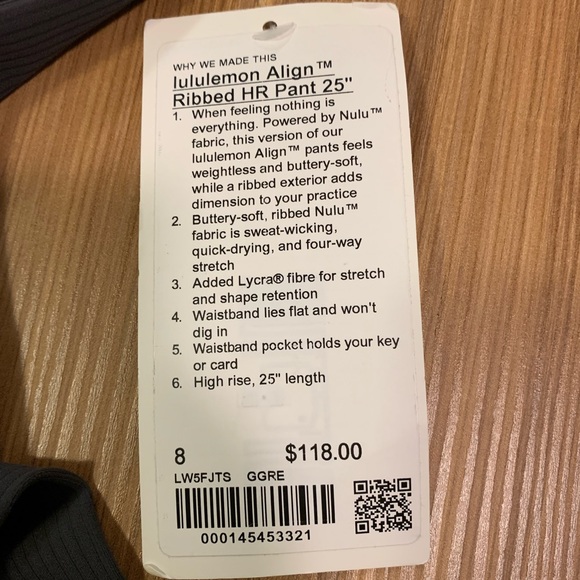 WHY WE MADE THIS
lululemon Align™
Ribbed HR Pant 25"
1. When feeling nothing is
everything. Powered by Nulu™
fabric, this version of our
lululemon Align™ pants feels
weightless and buttery-soft,
while a ribbed exterior adds
dimension to your practice
2. Buttery-soft, ribbed Nulu™
fabric is sweat-wicking,
quick-drying, and four-way
stretch
3. Added Lycra® fibre for stretch
and shape retention
4. Waistband lies flat and won't
dig in
5. Waistband pocket holds your key
or card
6. High rise, 25" length
8 $118.00
LW5FJTS GGRE
000145453321